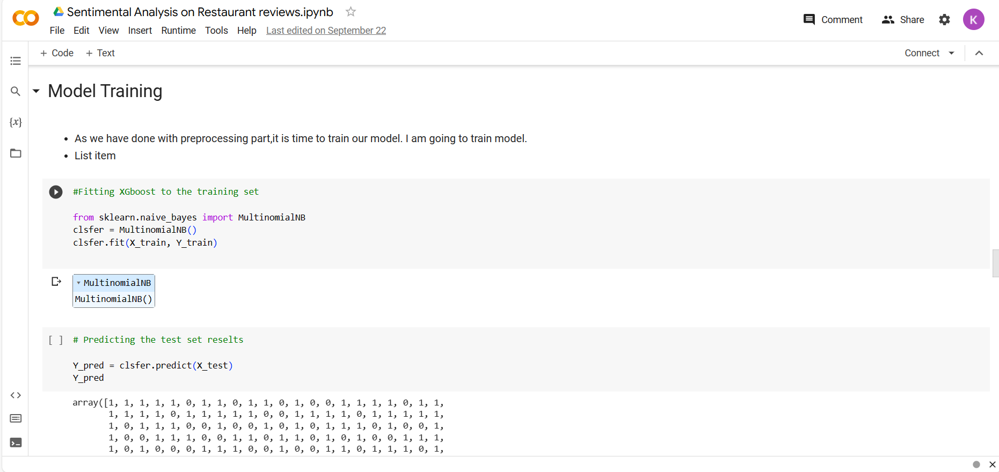 Sentimental Analysis on Restaurant reviews.ipynb
File Edit View Insert Runtime Tools Help Last edited on September 22
Comment Share K
+ Code + Text Connect
Model Training
• As we have done with preprocessing part,it is time to train our model. I am going to train model.
• List item
{x}
#Fitting XGboost to the training set
from sklearn.naive_bayes import MultinomialNB
clsfer = MultinomialNB()
clsfer.fit(X_train, Y_train)
MultinomialNB
MultinomialNB()
[ ] # Predicting the test set reselts
Y_pred = clsfer.predict(X_test)
Y_pred
array([1, 1, 1, 1, 1, 0, 1, 1, 0, 1, 1, 0, 1, 0, 0, 1, 1, 1, 1, 0, 1, 1,
1, 1, 1, 1, 0, 1, 1, 1, 1, 1, 0, 0, 1, 1, 1, 1, 0, 1, 1, 1, 1, 1,
1, 0, 1, 1, 1, 0, 0, 1, 0, 0, 1, 0, 1, 0, 1, 1, 1, 0, 1, 0, 0, 1,
1, 0, 0, 1, 1, 1, 0, 0, 1, 1, 0, 1, 1, 0, 1, 0, 1, 0, 0, 1, 1, 1,
1, 0, 1, 0, 0, 0, 1, 1, 1, 0, 0, 1, 0, 0, 1, 1, 0, 1, 1, 1, 0, 1,